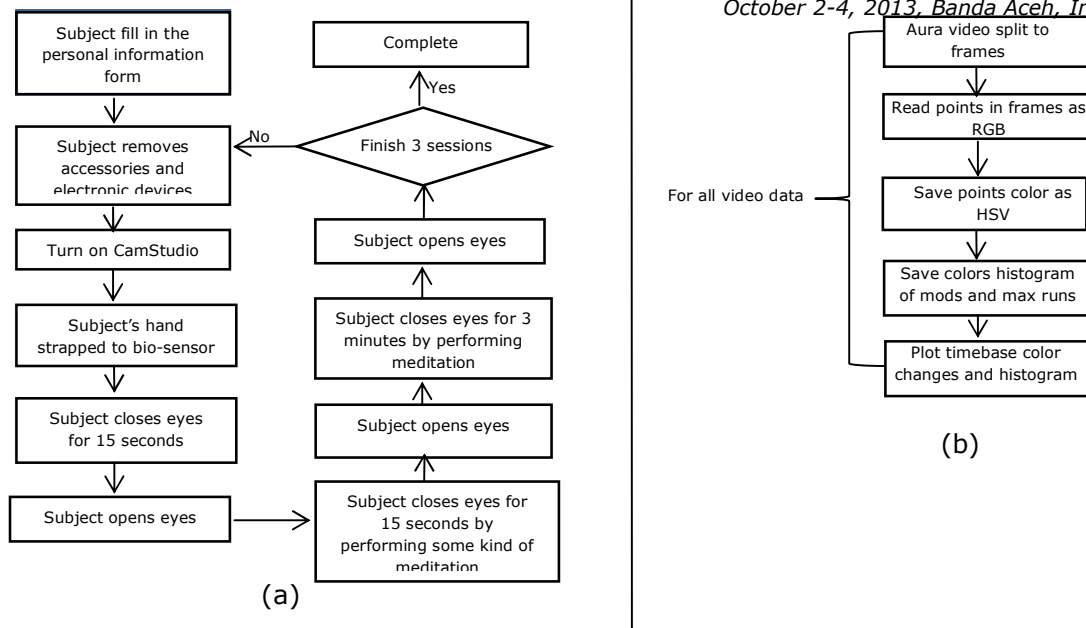 October 2-4, 2013, Banda Aceh, In
Subject fill in the
personal information
form
Subject removes
accessories and
electronic devices
Turn on CamStudio
Subject's hand
strapped to bio-sensor
Subject closes eyes
for 15 seconds
Subject opens eyes
Subject closes eyes for
15 seconds by
performing some kind of
meditation
Subject opens eyes
Subject closes eyes for 3
minutes by performing
meditation
Subject opens eyes
Finish 3 sessions
No
Yes
Complete
(a)
For all video data
Aura video split to
frames
Read points in frames as
RGB
Save points color as
HSV
Save colors histogram
of mods and max runs
Plot timebase color
changes and histogram
(b)